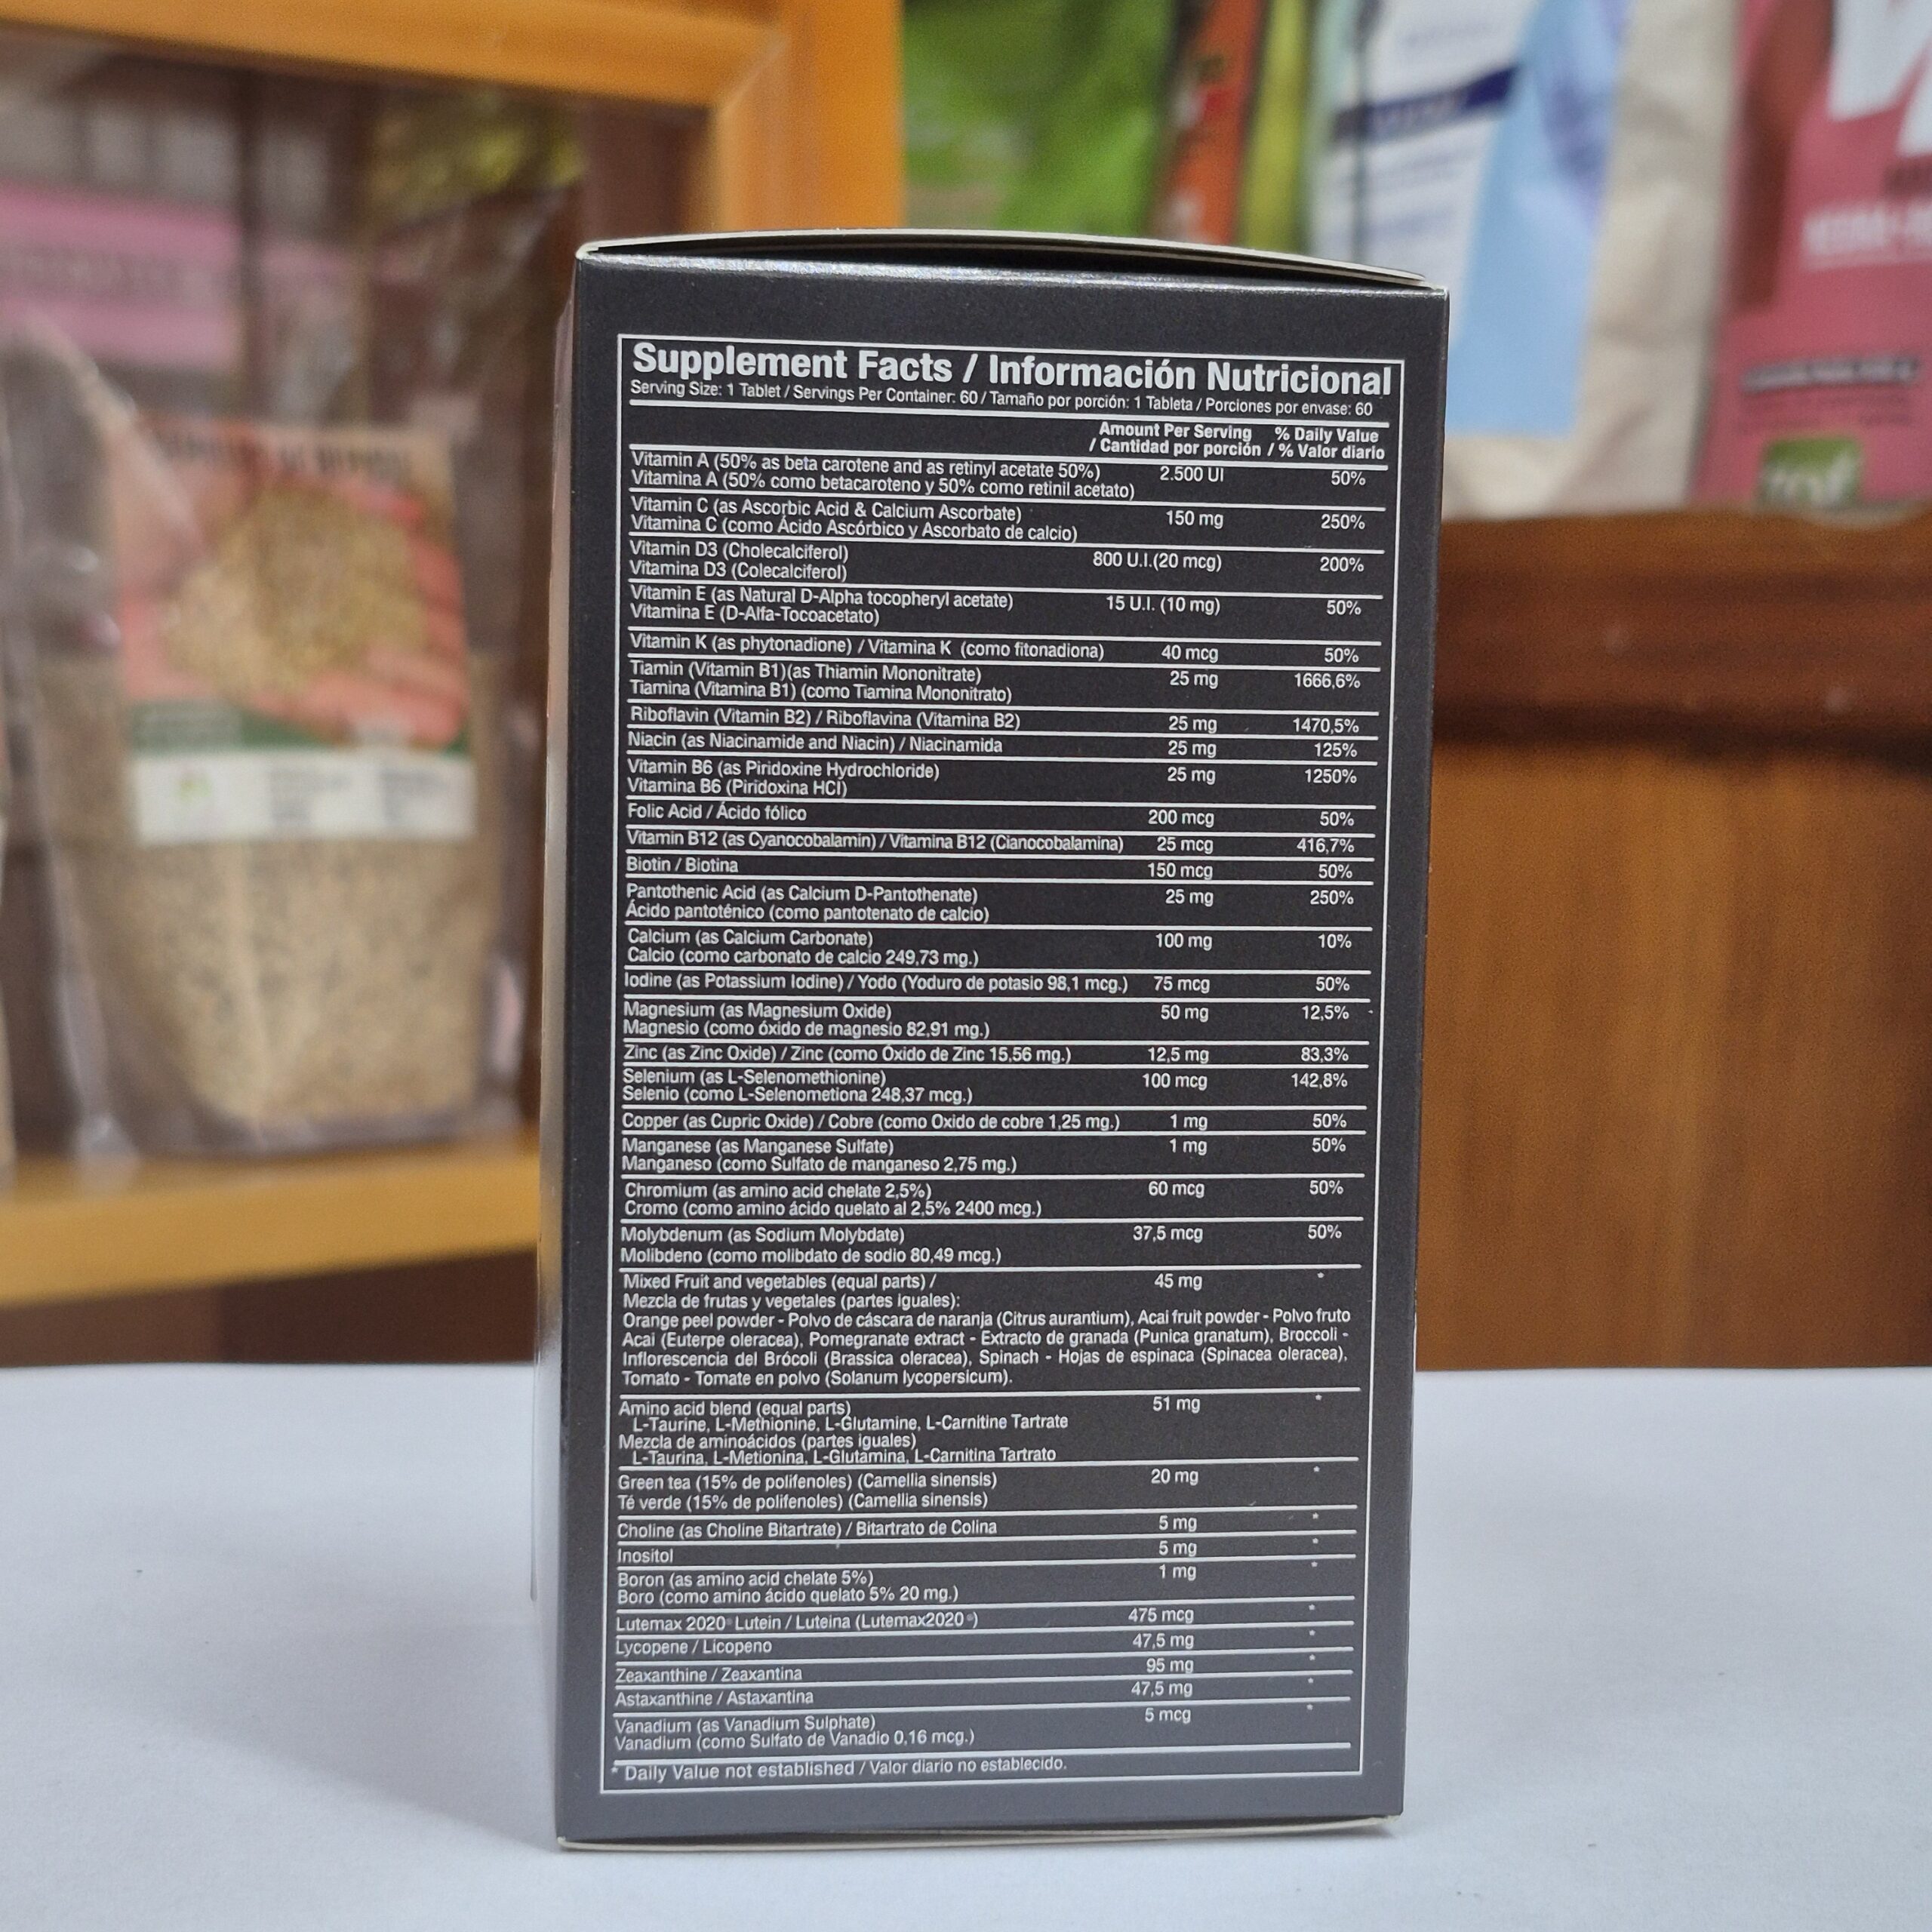 Supplement Facts / Información Nutricional
Serving Size: 1 Tablet / Servings Per Container: 60 / Tamaño por porción: 1 Tableta / Porciones por envase: 60
Amount Per Serving % Daily Value
/ Cantidad por porción / % Valor diario
Vitamin A (50% as beta carotene and as retinyl acetate 50%) 2.500 UI 50%
Vitamina A (50% como betacaroteno y 50% como retinil acetato)
Vitamin C (as Ascorbic Acid & Calcium Ascorbate) 150 mg 250%
Vitamina C (como Ácido Ascórbico y Ascorbato de calcio)
Vitamin D3 (Cholecalciferol) 800 U.I.(20 mcg) 200%
Vitamina D3 (Colecalciferol)
Vitamin E (as Natural D-Alpha tocopheryl acetate) 15 U.I. (10 mg) 50%
Vitamina E (D-Alfa-Tocoacetato)
Vitamin K (as phytonadione) / Vitamina K (como fitonadiona) 40 mcg 50%
Tiamin (Vitamin B1)(as Thiamin Mononitrate) 25 mg 1666,6%
Tiamina (Vitamina B1) (como Tiamina Mononitrato)
Riboflavin (Vitamin B2) / Riboflavina (Vitamina B2) 25 mg 1470,5%
Niacin (as Niacinamide and Niacin) / Niacinamida 25 mg 125%
Vitamin B6 (as Piridoxine Hydrochloride) 25 mg 1250%
Vitamina B6 (Piridoxina HCl)
Folic Acid / Ácido fólico 200 mcg 50%
Vitamin B12 (as Cyanocobalamin) / Vitamina B12 (Cianocobalamina) 25 mcg 416,7%
Biotin / Biotina 150 mcg 50%
Pantothenic Acid (as Calcium D-Pantothenate) 25 mg 250%
Ácido pantoténico (como pantotenato de calcio)
Calcium (as Calcium Carbonate) 100 mg 10%
Calcio (como carbonato de calcio 249,73 mg.)
Iodine (as Potassium Iodine) / Yodo (Yoduro de potasio 98,1 mcg.) 75 mcg 50%
Magnesium (as Magnesium Oxide) 50 mg 12,5%
Magnesio (como óxido de magnesio 82,91 mg.)
Zinc (as Zinc Oxide) / Zinc (como Óxido de Zinc 15,56 mg.) 12,5 mg 83,3%
Selenium (as L-Selenomethionine) 100 mcg 142,8%
Selenio (como L-Selenometiona 248,37 mcg.)
Copper (as Cupric Oxide) / Cobre (como Oxido de cobre 1,25 mg.) 1 mg 50%
Manganese (as Manganese Sulfate) 1 mg 50%
Manganeso (como Sulfato de manganeso 2,75 mg.)
Chromium (as amino acid chelate 2,5%) 60 mcg 50%
Cromo (como amino ácido quelato al 2,5% 2400 mcg.)
Molybdenum (as Sodium Molybdate) 37,5 mcg 50%
Molibdeno (como molibdato de sodio 80,49 mcg.)
Mixed Fruit and vegetables (equal parts) / 45 mg *
Mezcla de frutas y vegetales (partes iguales):
Orange peel powder - Polvo de cáscara de naranja (Citrus aurantium), Acai fruit powder - Polvo fruto
Acai (Euterpe oleracea), Pomegranate extract - Extracto de granada (Punica granatum), Broccoli -
Inflorescencia del Brócoli (Brassica oleracea), Spinach - Hojas de espinaca (Spinacea oleracea),
Tomato - Tomate en polvo (Solanum lycopersicum).
Amino acid blend (equal parts) 51 mg *
L-Taurine, L-Methionine, L-Glutamine, L-Carnitine Tartrate
Mezcla de aminoácidos (partes iguales)
L-Taurina, L-Metionina, L-Glutamina, L-Carnitina Tartrato
Green tea (15% de polifenoles) (Camellia sinensis) 20 mg *
Té verde (15% de polifenoles) (Camellia sinensis)
Choline (as Choline Bitartrate) / Bitartrato de Colina 5 mg *
Inositol 5 mg *
Boron (as amino acid chelate 5%) 1 mg *
Boro (como amino ácido quelato 5% 20 mg.)
Lutemax 2020® Lutein / Luteina (Lutemax2020®) 475 mcg *
Lycopene / Licopeno 47,5 mg *
Zeaxanthine / Zeaxantina 95 mg *
Astaxanthine / Astaxantina 47,5 mg *
Vanadium (as Vanadium Sulphate) 5 mcg *
Vanadium (como Sulfato de Vanadio 0,16 mcg.)
* Daily Value not established / Valor diario no establecido.